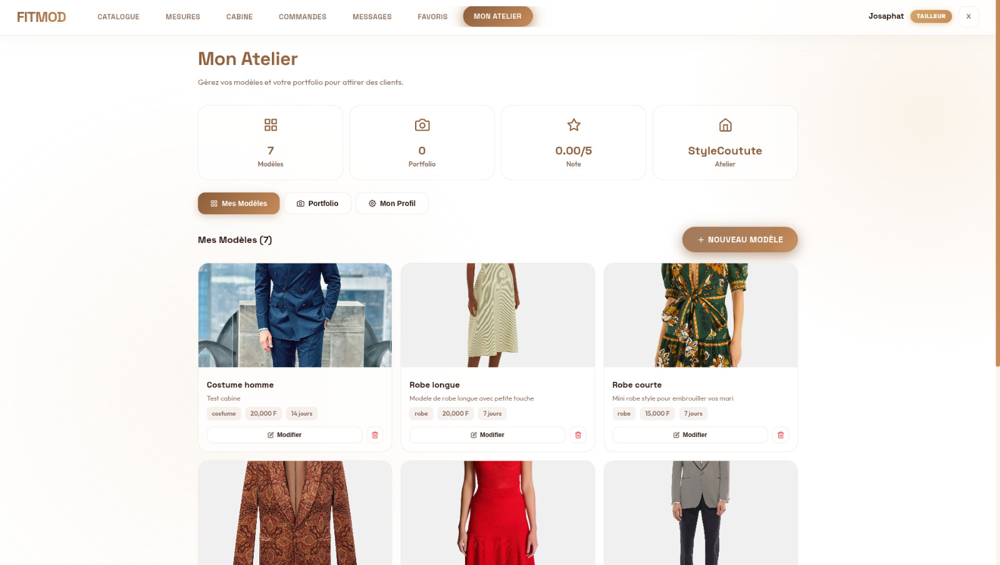 FITMOD
CATALOGUE
MESURES
CABINE
COMMANDES
MESSAGES
FAVORIS
MON ATELIER
Josaphat
TAILLEUR
X
Mon Atelier
Gérez vos modèles et votre portfolio pour attirer des clients.
7
Modèles
0
Portfolio
0.00/5
Note
StyleCoutute
Atelier
Mes Modèles
Portfolio
Mon Profil
Mes Modèles (7)
+ NOUVEAU MODÈLE
Costume homme
Test cabine
costume
20,000 F
14 jours
Modifier
Robe longue
Modele de robe longue avec petite touche
robe
20,000 F
7 jours
Modifier
Robe courte
Mini robe style pour embrouiller vos mari
robe
15,000 F
7 jours
Modifier